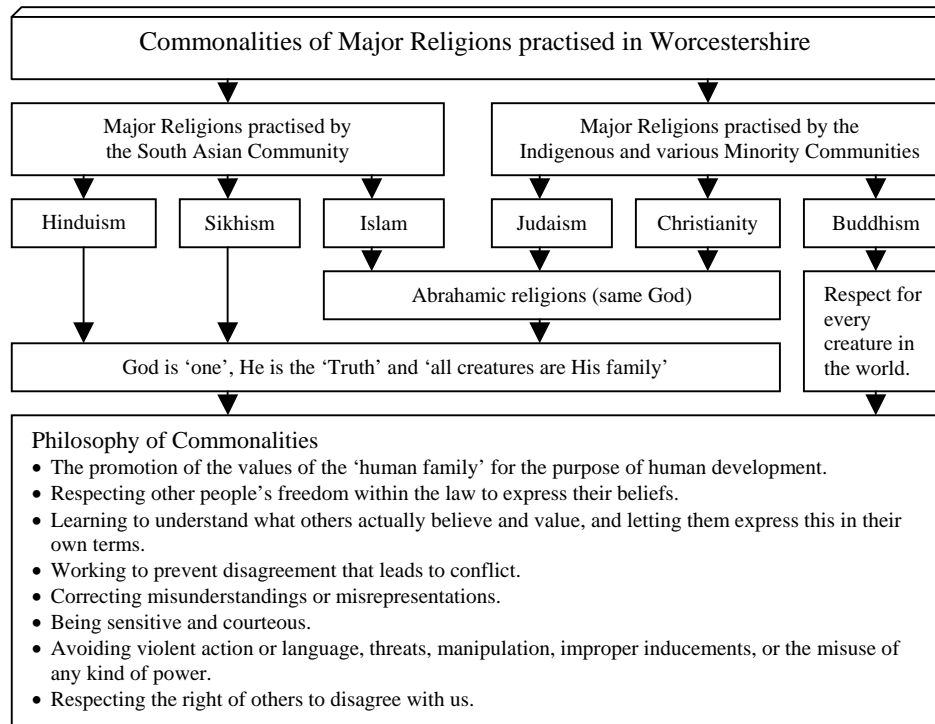 Commonalities of Major Religions practised in Worcestershire
Major Religions practised by
the South Asian Community
Major Religions practised by the
Indigenous and various Minority Communities
Hinduism
Sikhism
Islam
Judaism
Christianity
Buddhism
Abrahamic religions (same God)
Respect for
every
creature in
the world.
God is ‘one’, He is the ‘Truth’ and ‘all creatures are His family’
Philosophy of Commonalities
• The promotion of the values of the ‘human family’ for the purpose of human development.
• Respecting other people’s freedom within the law to express their beliefs.
• Learning to understand what others actually believe and value, and letting them express this in their
own terms.
• Working to prevent disagreement that leads to conflict.
• Correcting misunderstandings or misrepresentations.
• Being sensitive and courteous.
• Avoiding violent action or language, threats, manipulation, improper inducements, or the misuse of
any kind of power.
• Respecting the right of others to disagree with us.